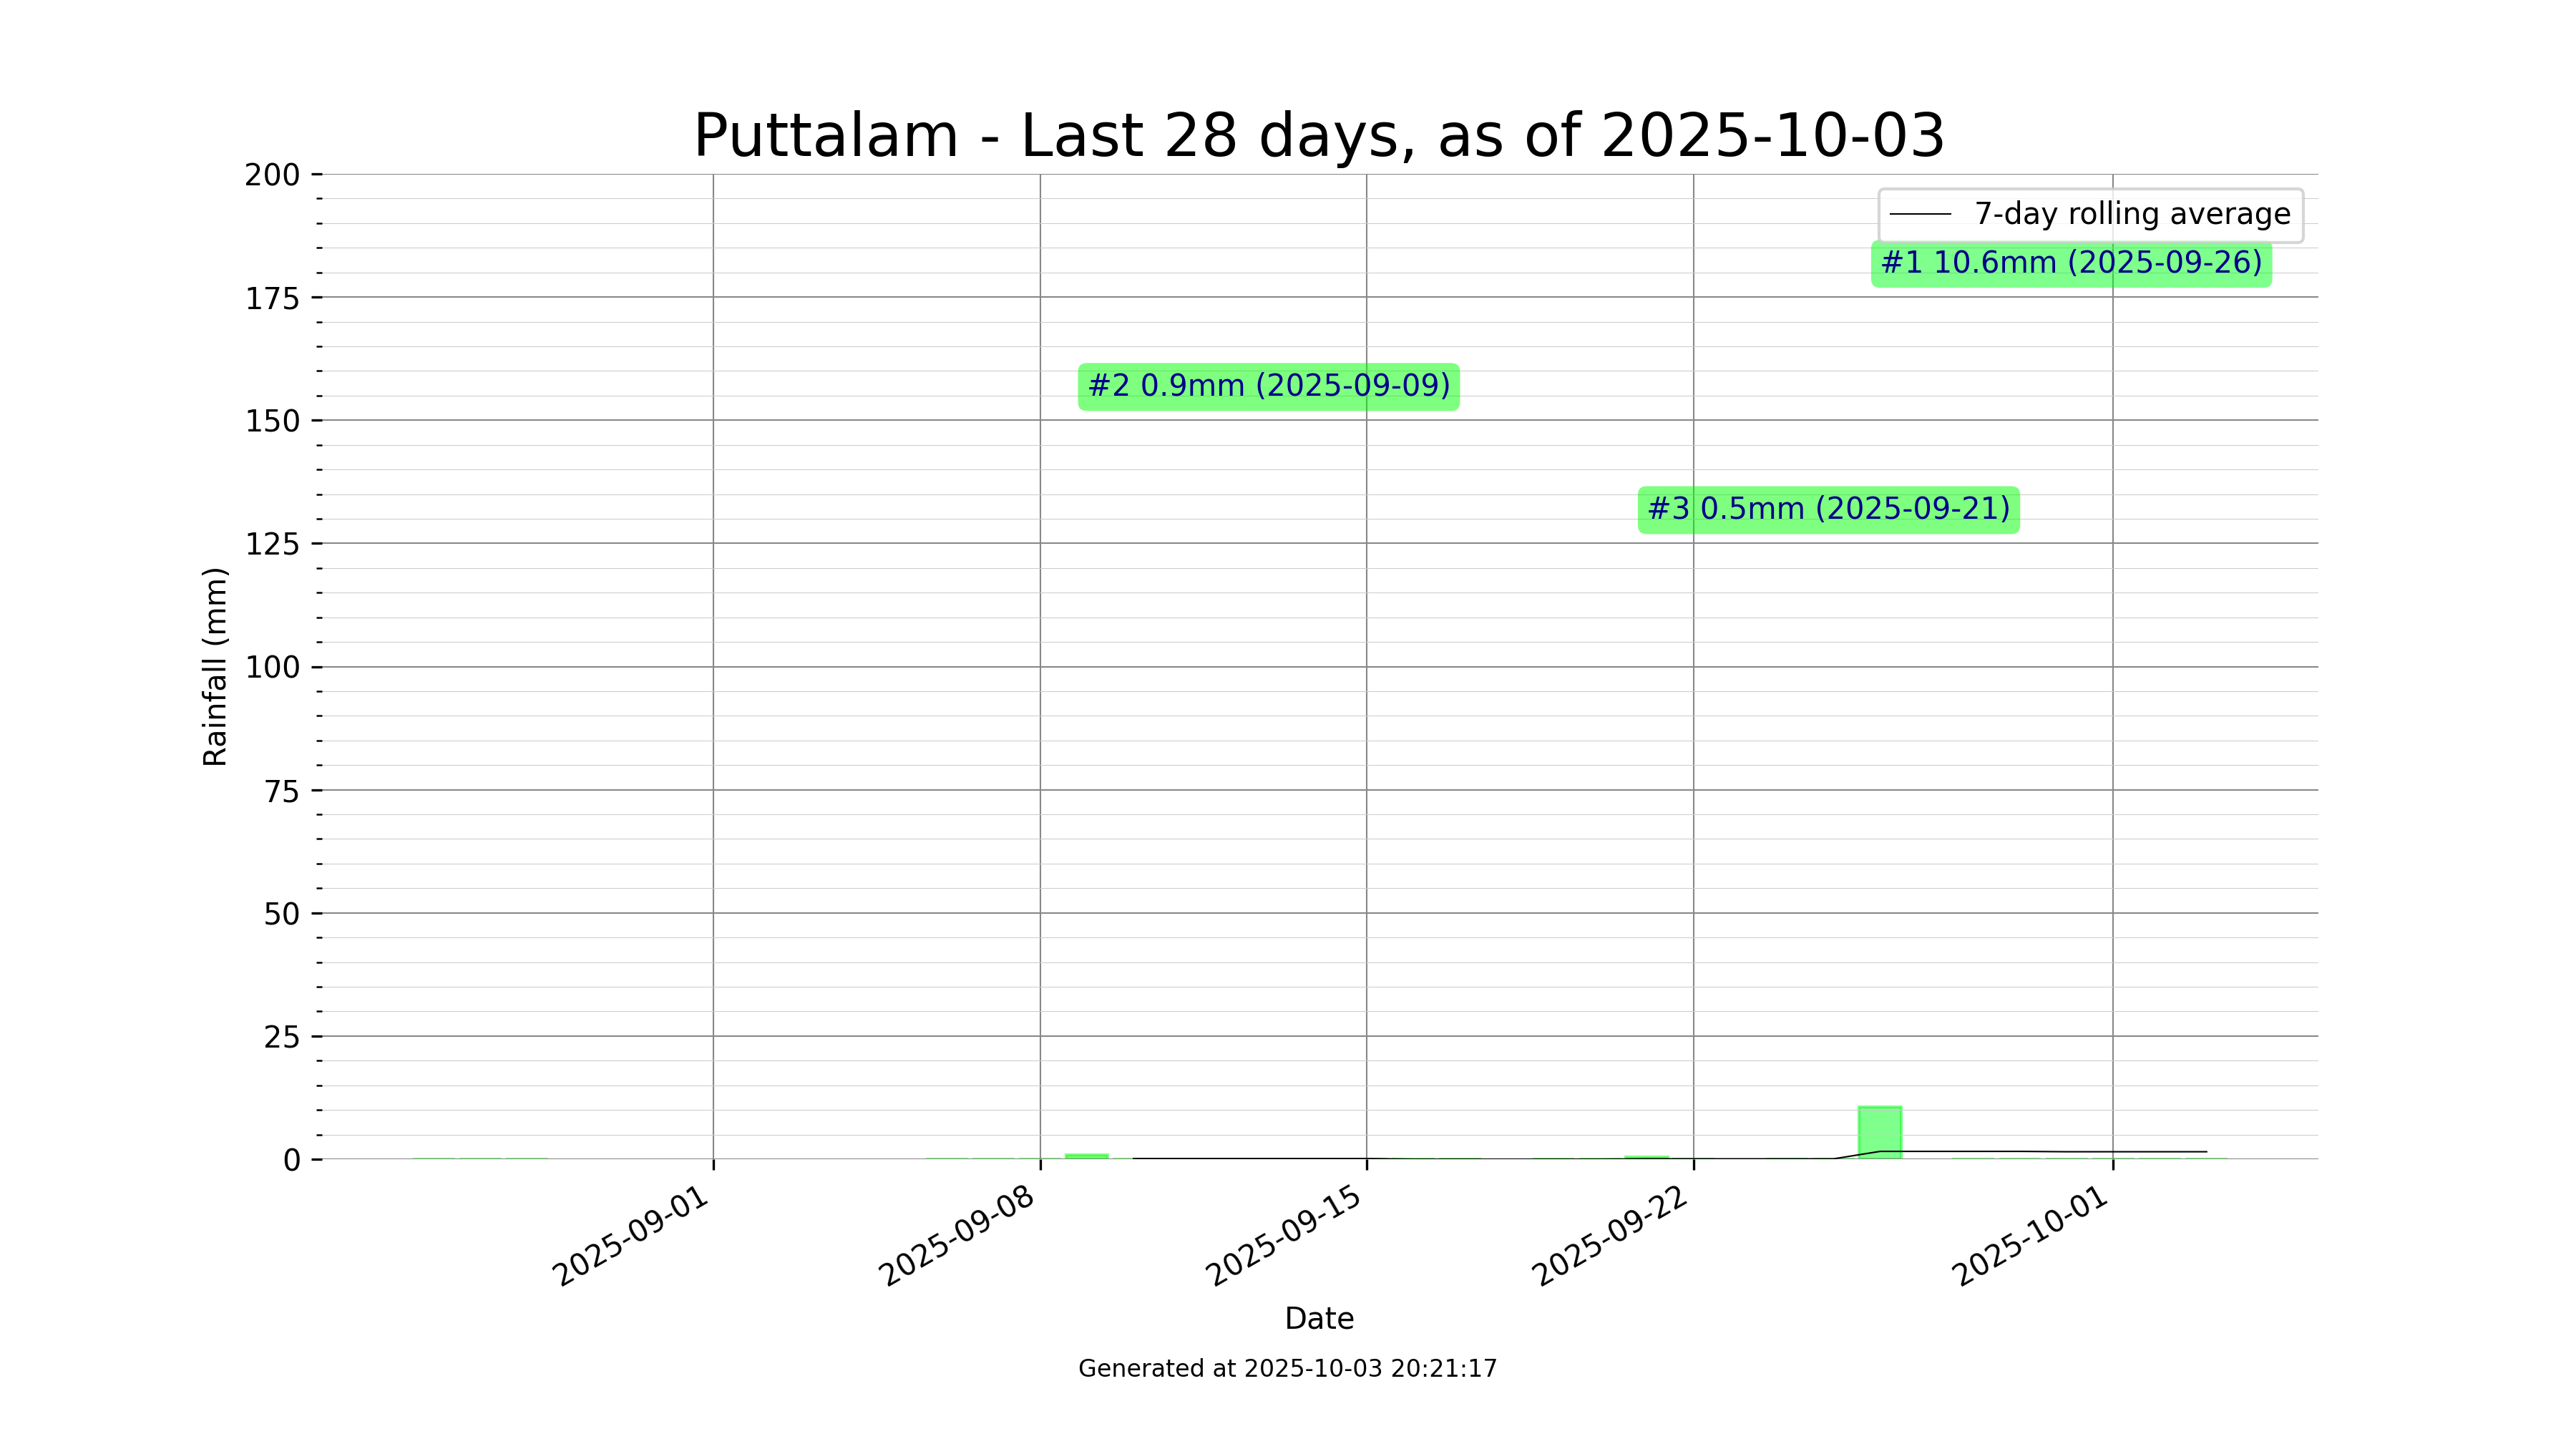 Puttalam - Last 28 days, as of 2025-10-03
7-day rolling average
#1 10.6mm (2025-09-26)
#2 0.9mm (2025-09-09)
#3 0.5mm (2025-09-21)
Rainfall (mm)
200
175
150
125
100
75
50
25
0
2025-09-01
2025-09-08
2025-09-15
2025-09-22
2025-10-01
Date
Generated at 2025-10-03 20:21:17